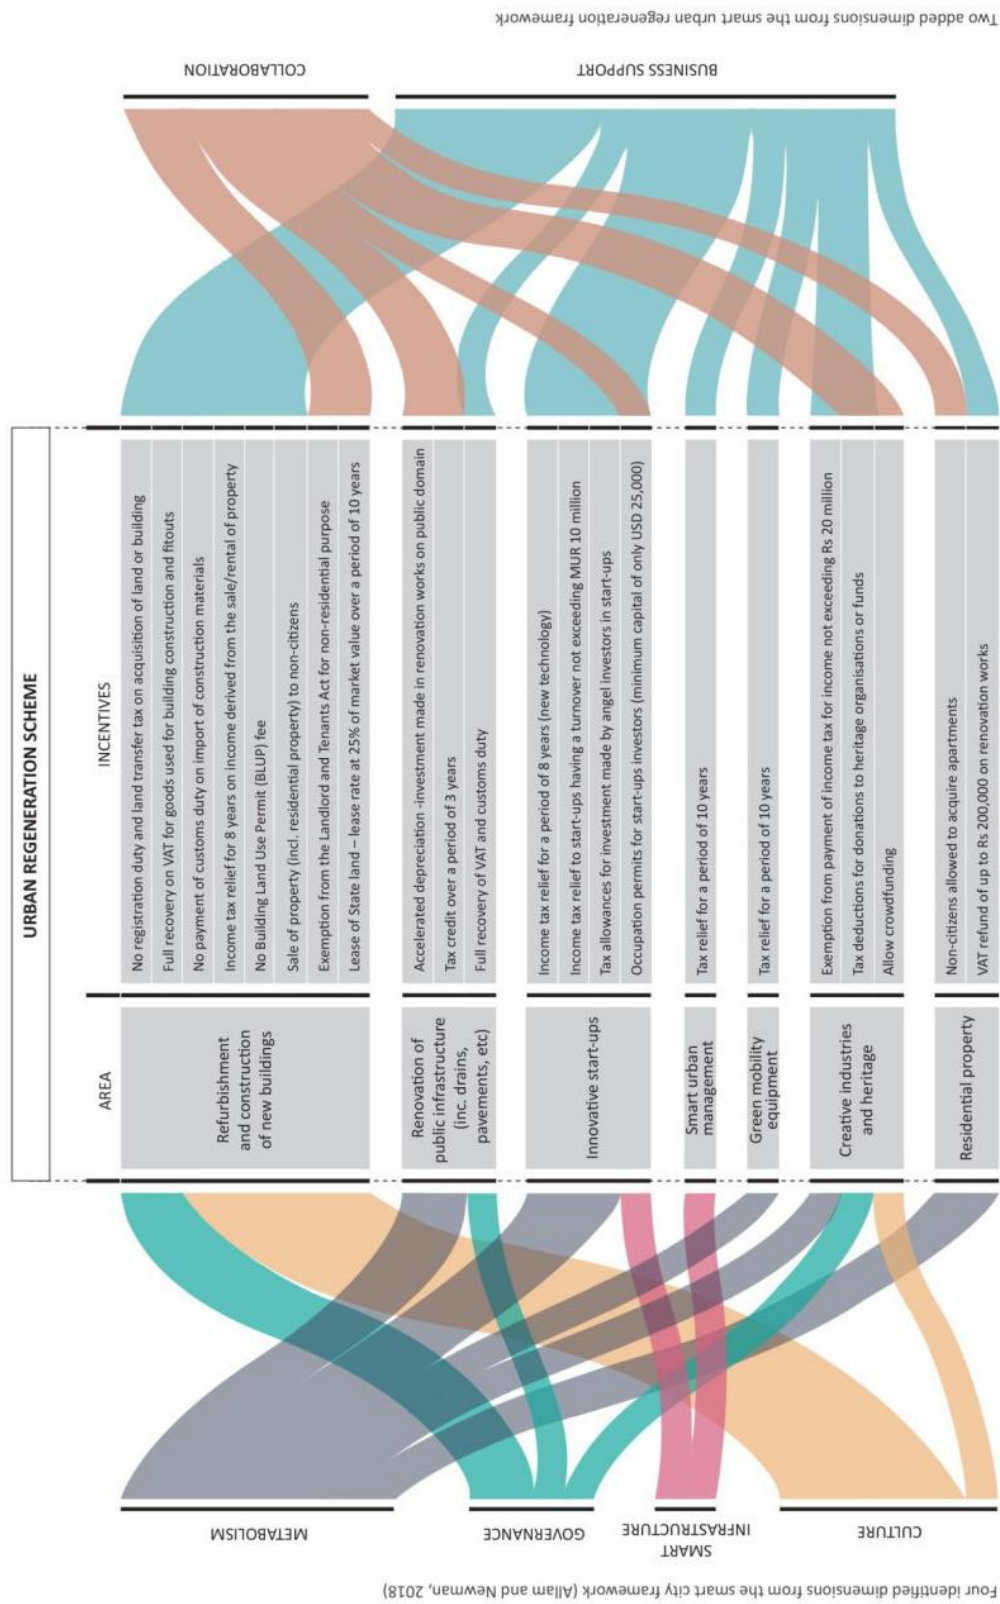 URBAN REGENERATION SCHEME
AREA
INCENTIVES
Four identified dimensions from the smart city framework (Allam and Newman, 2018)
METABOLISM
GOVERNANCE
SMART
INFRASTRUCTURE
CULTURE
Refurbishment
and construction
of new buildings
No registration duty and land transfer tax on acquisition of land or building
Full recovery on VAT for goods used for building construction and fitouts
No payment of customs duty on import of construction materials
Income tax relief for 8 years on income derived from the sale/rental of property
No Building Land Use Permit (BLUP) fee
Sale of property (incl. residential property) to non-citizens
Exemption from the Landlord and Tenants Act for non-residential purpose
Lease of State land – lease rate at 25% of market value over a period of 10 years
Renovation of
public infrastructure
(inc. drains,
pavements, etc)
Accelerated depreciation -investment made in renovation works on public domain
Tax credit over a period of 3 years
Full recovery of VAT and customs duty
Innovative start-ups
Income tax relief for a period of 8 years (new technology)
Income tax relief to start-ups having a turnover not exceeding MUR 10 million
Tax allowances for investment made by angel investors in start-ups
Occupation permits for start-ups investors (minimum capital of only USD 25,000)
Smart urban
management
Tax relief for a period of 10 years
Green mobility
equipment
Tax relief for a period of 10 years
Creative industries
and heritage
Exemption from payment of income tax for income not exceeding Rs 20 million
Tax deductions for donations to heritage organisations or funds
Allow crowdfunding
Residential property
Non-citizens allowed to acquire apartments
VAT refund of up to Rs 200,000 on renovation works
COLLABORATION
BUSINESS SUPPORT
Two added dimension from the smart urban regeneration framework